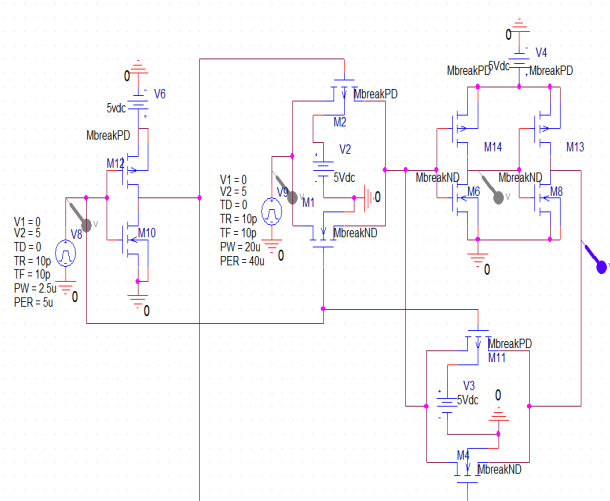 0
V6
5vdc
MbreakPD
M12
M10
0
V1 = 0
V2 = 5
TD = 0
TR = 10p
TF = 10p
PW = 2.5u
PER = 5u
V8
0
V
MbreakPD
M2
V2
5Vdc
0
M1
MbreakND
V1 = 0
V2 = 5
TD = 0
TR = 10p
TF = 10p
PW = 20u
PER = 40u
V9
0
0
V4
5Vdc
MbreakPD
MbreakPD
M14
M13
MbreakND
MbreakND
M6
M8
V
0
MbreakPD
M11
V3
5Vdc
0
M4
MbreakND